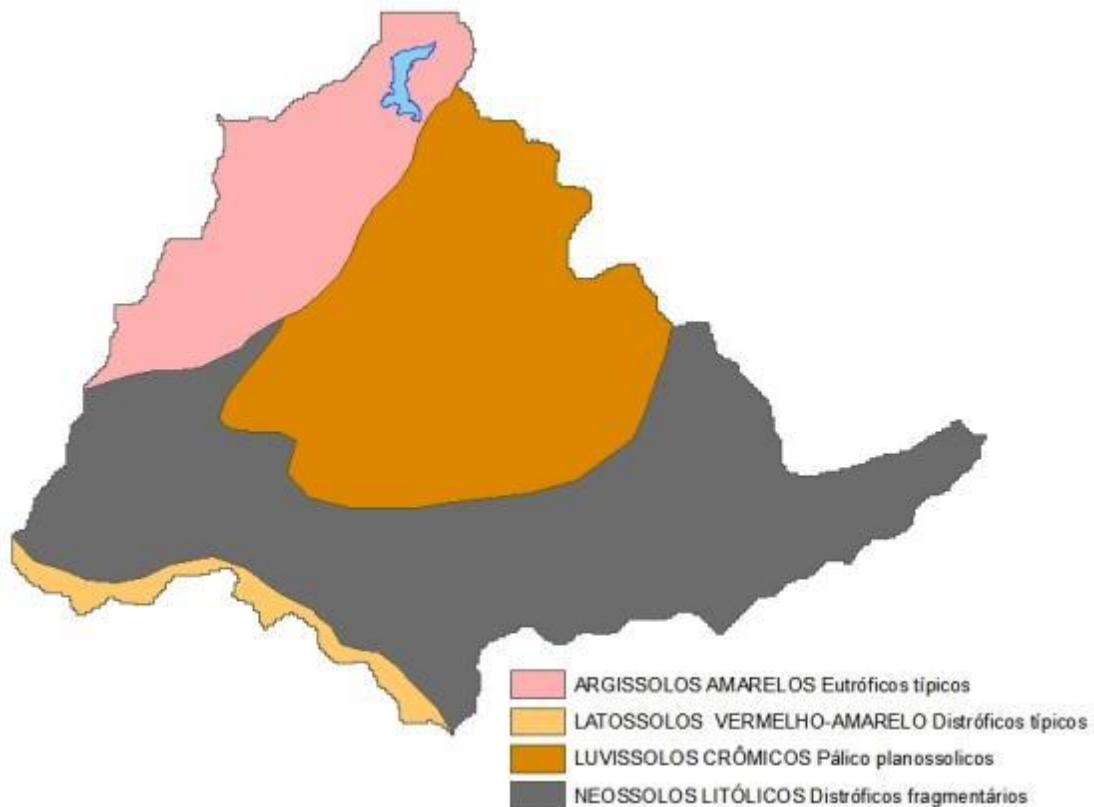 ARGISSOLOS AMARELOS Eutróficos típicos
LATOSSOLOS VERMELHO-AMARELO Distróficos típicos
LUVISSOLOS CRÔMICOS Pálico planossolicos
NEOSSOLOS LITÓLICOS Distróficos fragmentários